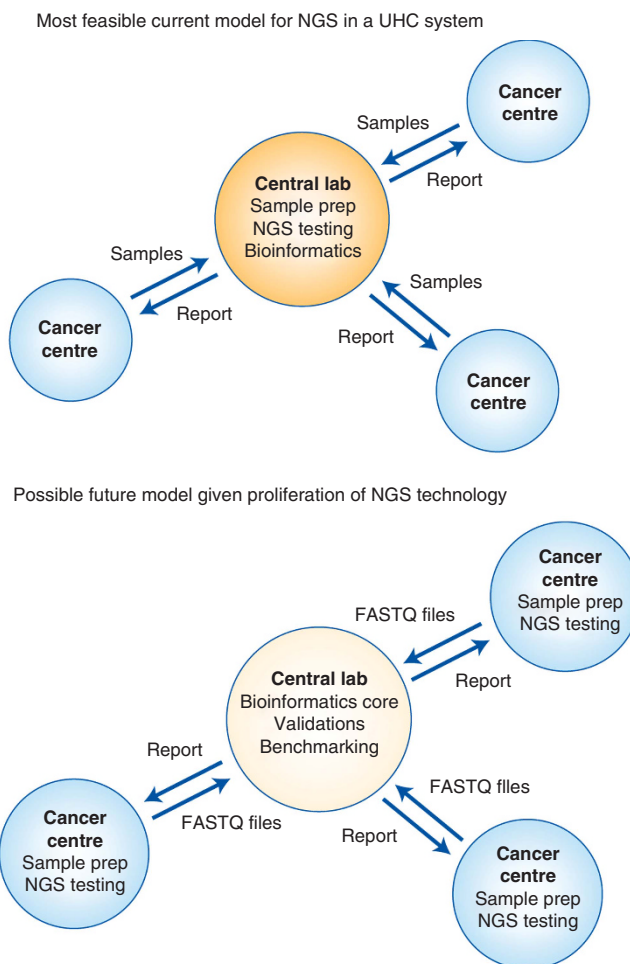 Most feasible current model for NGS in a UHC system
Cancer
centre
Samples
Report
Central lab
Sample prep
NGS testing
Bioinformatics
Samples
Report
Cancer
centre
Samples
Report
Cancer
centre
Possible future model given proliferation of NGS technology
Cancer
centre
Sample prep
NGS testing
FASTQ files
Report
Central lab
Bioinformatics core
Validations
Benchmarking
Report
FASTQ files
Cancer
centre
Sample prep
NGS testing
FASTQ files
Report
Cancer
centre
Sample prep
NGS testing